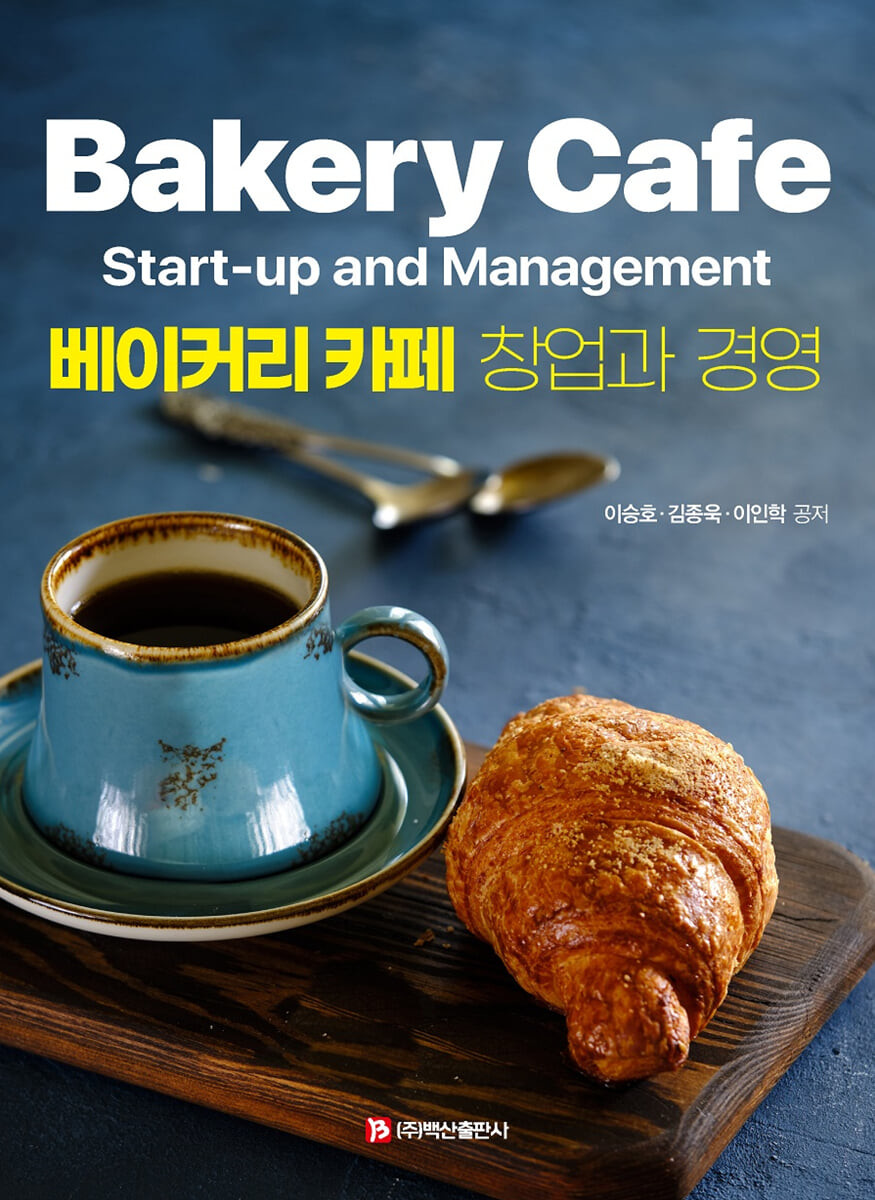 Bakery Cafe
Start-up and Management
베이커리 카페 창업과 경영
이승호·김종욱·이인학 공저
(주)백산출판사